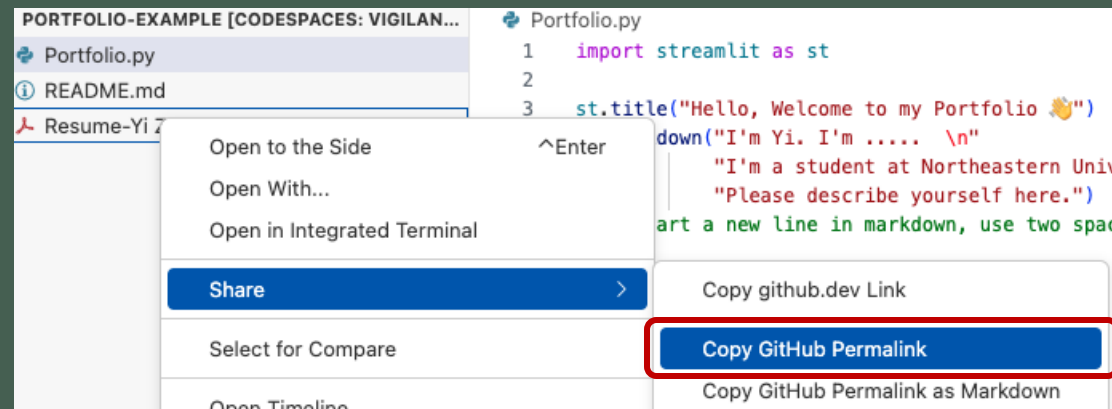 PORTFOLIO-EXAMPLE [CODESPACES: VIGILAN...
Portfolio.py
README.md
Resume-Yi
Portfolio.py
1 import streamlit as st
2
3 st.title("Hello, Welcome to my Portfolio 👋")
down("I'm Yi. I'm ..... \n"
"I'm a student at Northeastern Univ
"Please describe yourself here.")
art a new line in markdown, use two spac
Open to the Side ^Enter
Open With...
Open in Integrated Terminal
Share >
Select for Compare
Open Timeline
Copy github.dev Link
Copy GitHub Permalink
Copy GitHub Permalink as Markdown